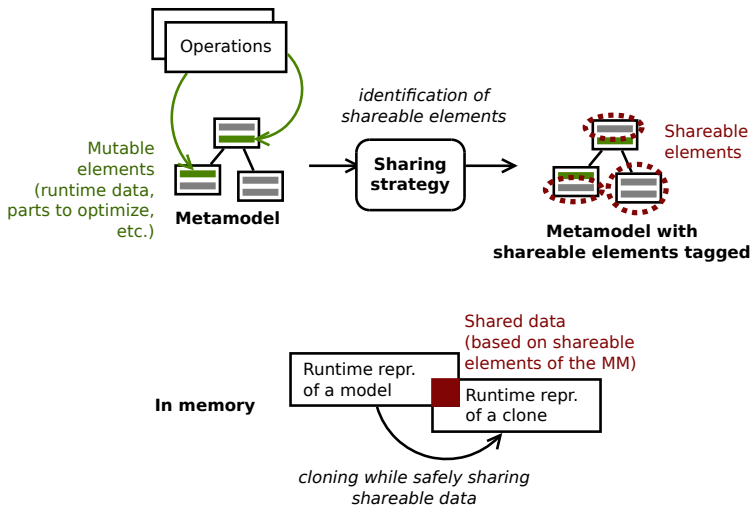 Operations
identification of
shareable elements
Mutable
elements
(runtime data,
parts to optimize,
etc.)
Metamodel
Sharing
strategy
Shareable
elements
Metamodel with
shareable elements tagged
Shared data
(based on shareable
elements of the MM)
Runtime repr.
of a model
Runtime repr.
of a clone
In memory
cloning while safely sharing
shareable data